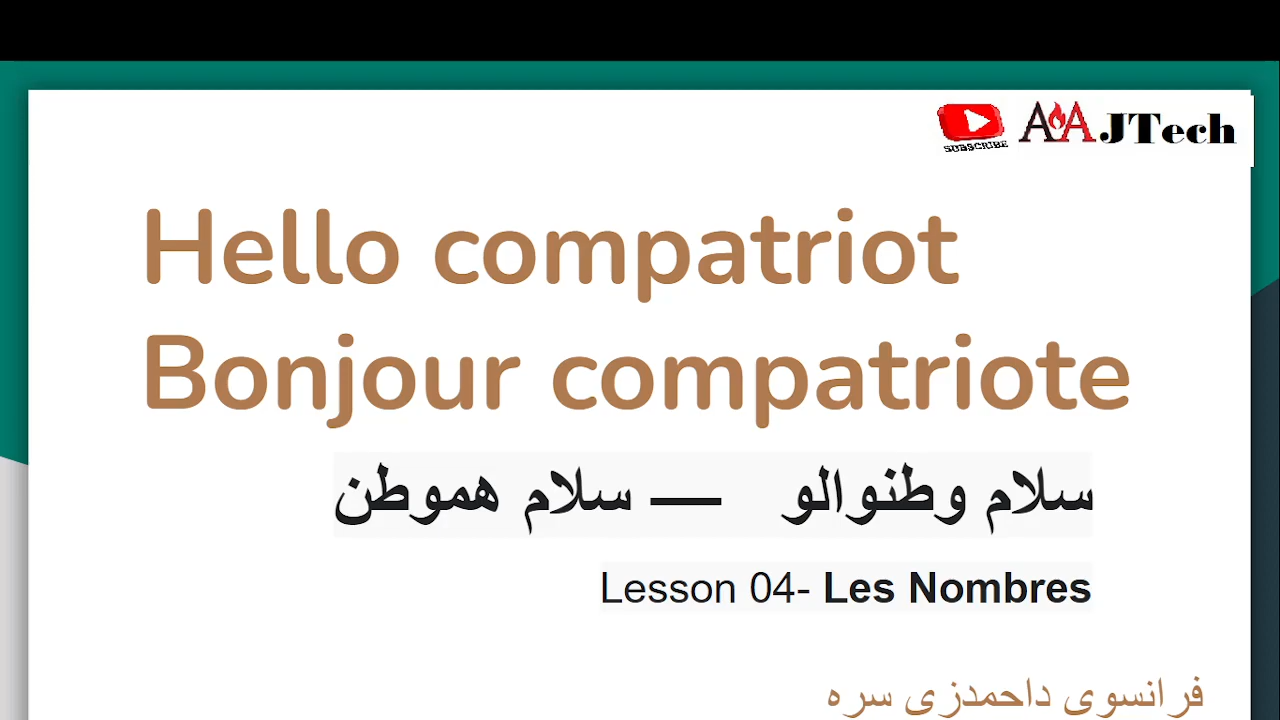 SUBSCRIBE
AAJTech
Hello compatriot
Bonjour compatriote
سلام وطنوالو — سلام هموطن
Lesson 04- Les Nombres
فرانسوی داحمدزی سره